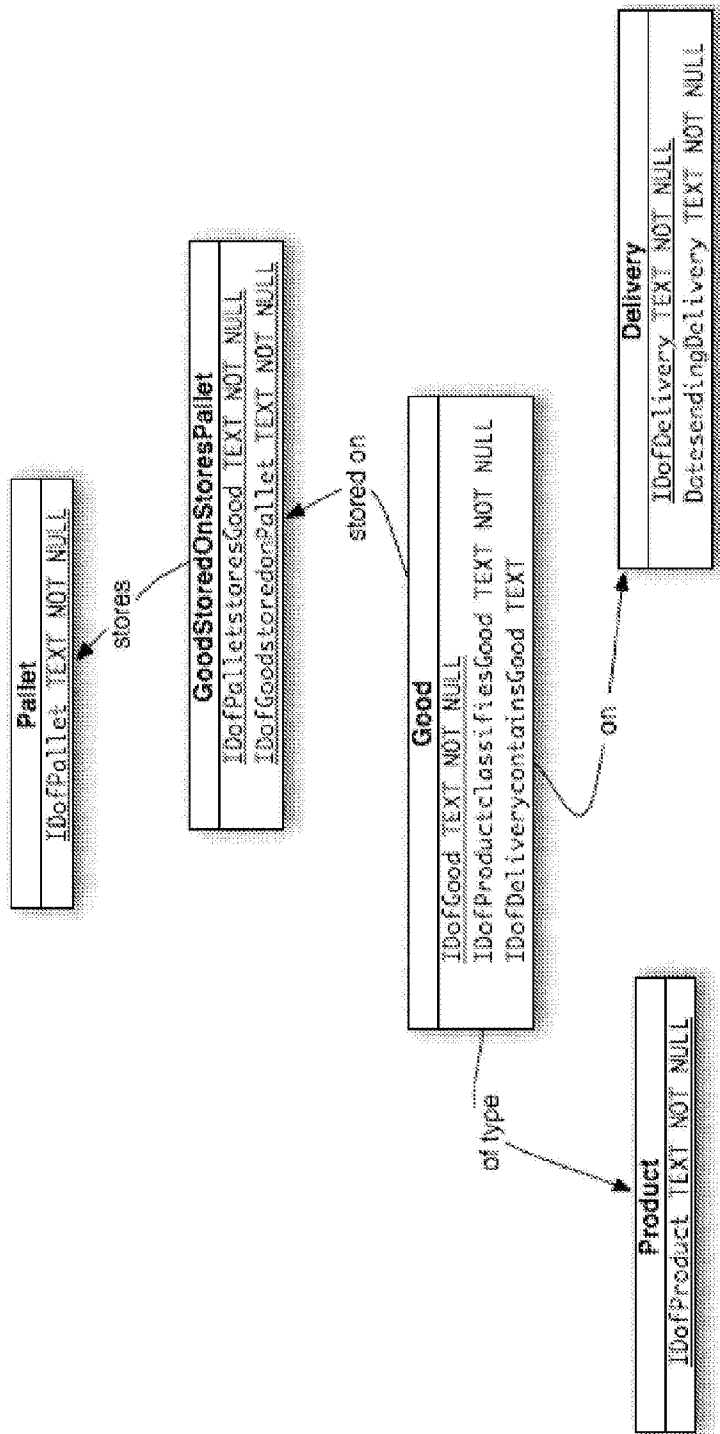 Pallet
IDofPallet TEXT NOT NULL
stores
GoodStoredOnStoresPallet
IDofPalletstoresGood TEXT NOT NULL
IDofGoodstoredonPallet TEXT NOT NULL
stored on
Good
IDofGood TEXT NOT NULL
IDofProductclassifiesGood TEXT NOT NULL
IDofDeliverycontainsGood TEXT
of type
on
Product
IDofProduct TEXT NOT NULL
Delivery
IDofDelivery TEXT NOT NULL
DatesendingDelivery TEXT NOT NULL